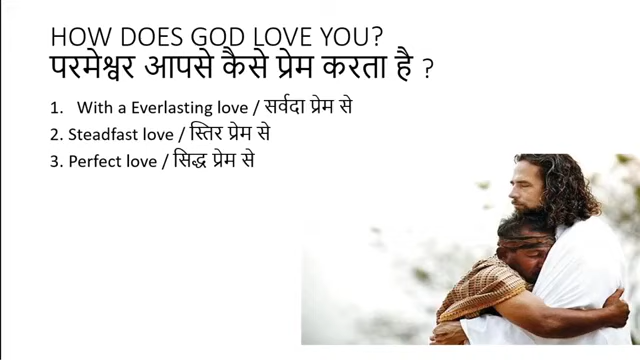 HOW DOES GOD LOVE YOU?
परमेश्वर आपसे कैसे प्रेम करता है ?
1. With a Everlasting love / सर्वदा प्रेम से
2. Steadfast love / स्तिर प्रेम से
3. Perfect love / सिद्ध प्रेम से